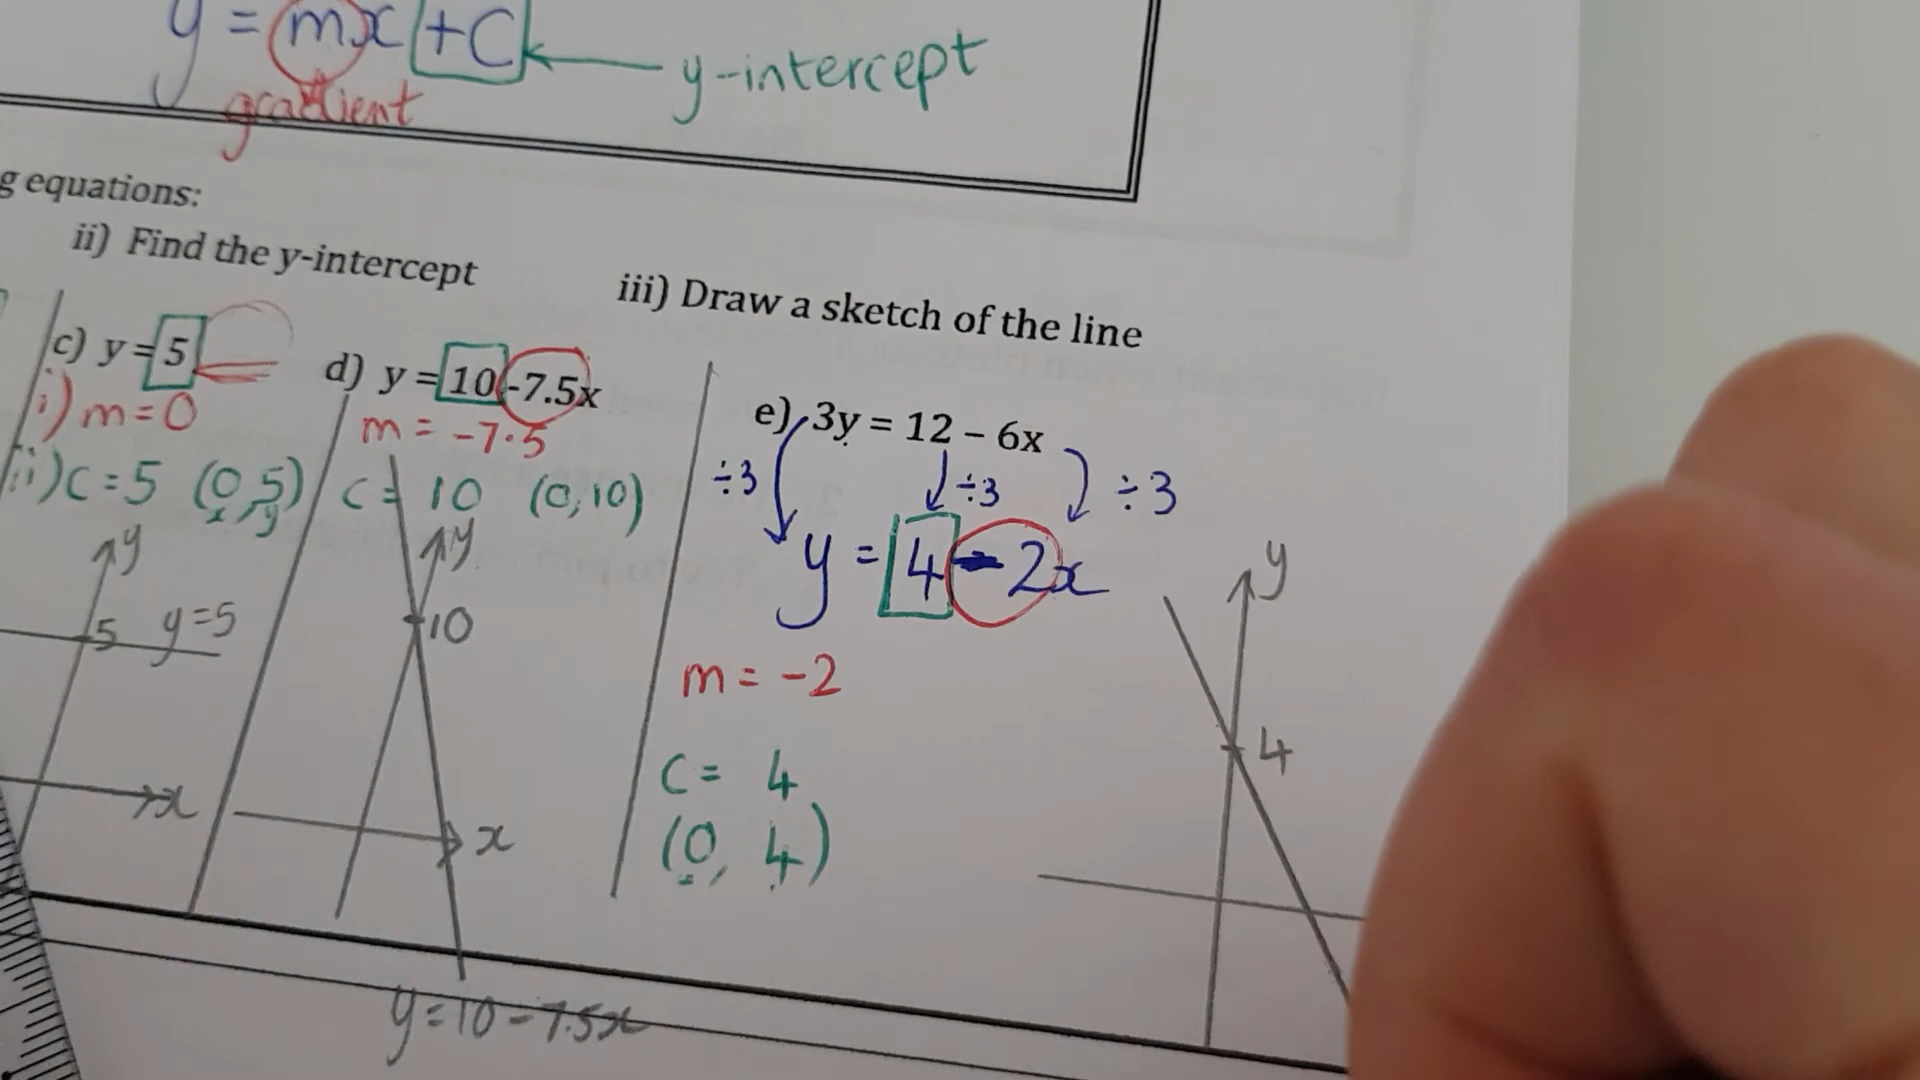 y = mx + c ← y-intercept
gradient
g equations:
ii) Find the y-intercept
iii) Draw a sketch of the line
c) y = 5
i) m = 0
ii) c = 5 (0, 5)
x y
y
5 y = 5
x
d) y = 10 -7.5x
m = -7.5
c = 10 (0, 10)
y
10
x
y = 10 - 7.5x
e) 3y = 12 – 6x
÷3 ÷3 ÷3
y = 4 - 2x
m = -2
c = 4
(0, 4)
y
4